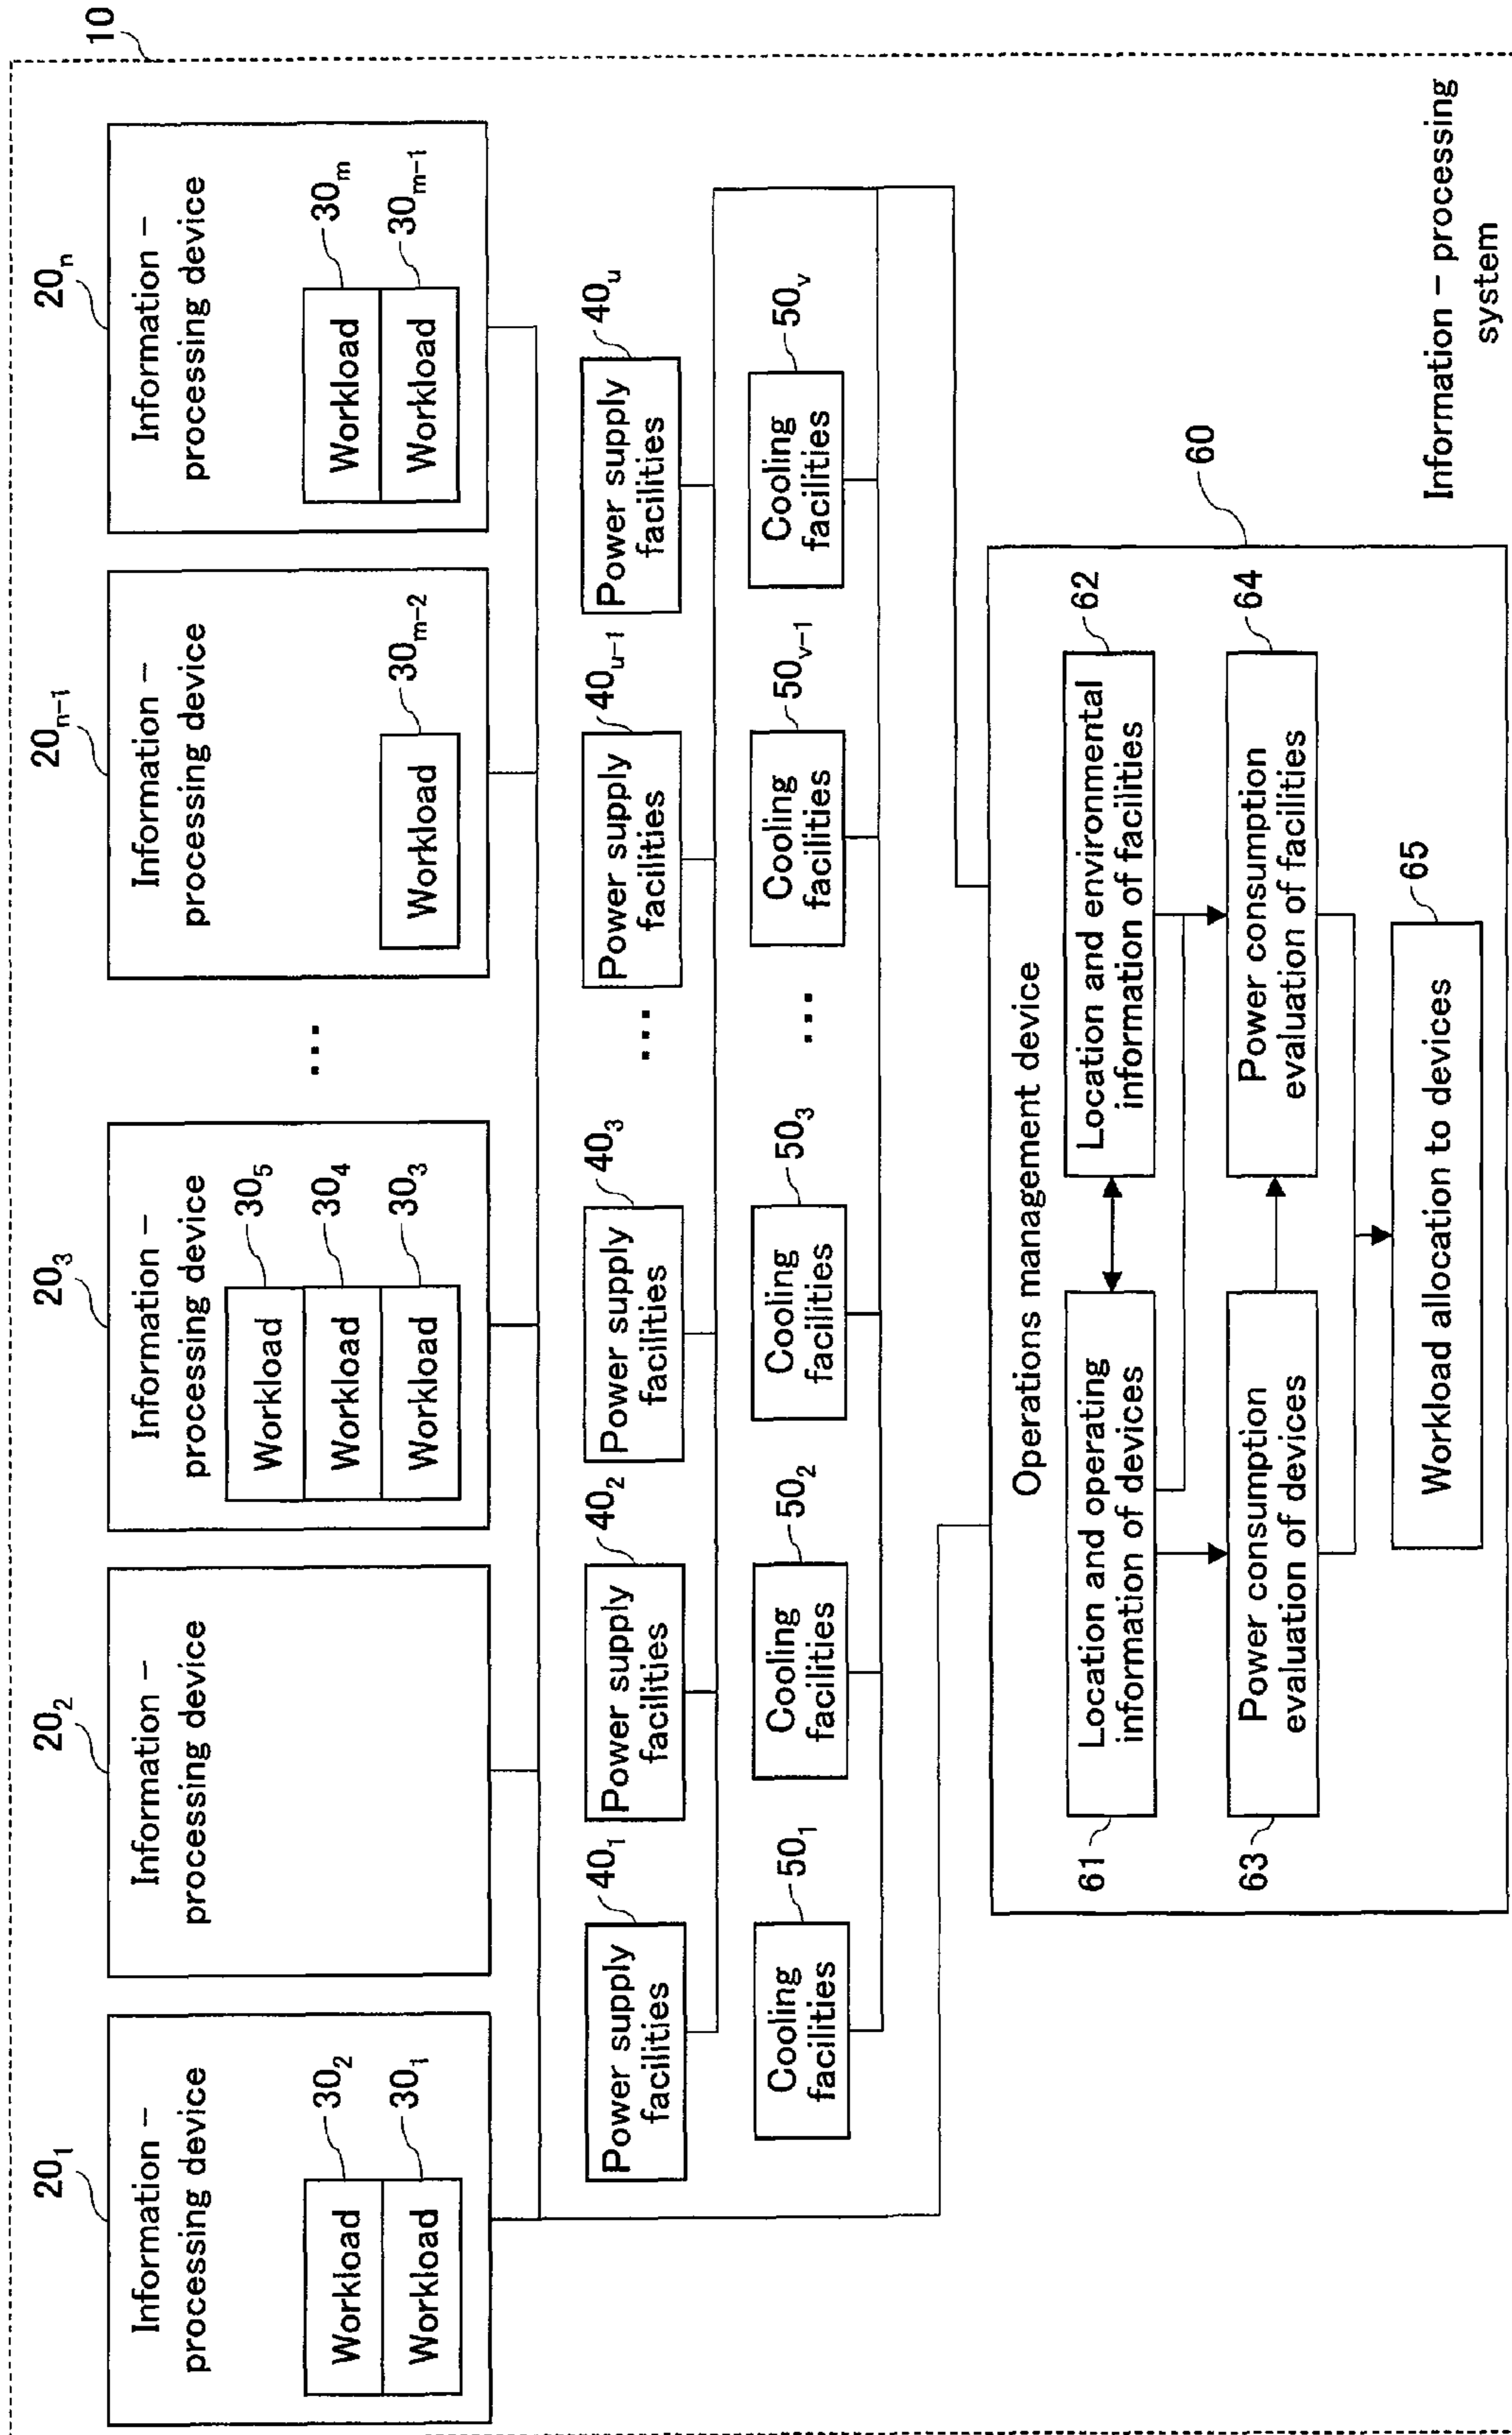 10
20₁
20₂
20₃
20ₙ₋₁
20ₙ
Information –
processing device
30₂
Workload
30₁
Workload
Information –
processing device
Information –
processing device
30₅
Workload
30₄
Workload
30₃
Workload
...
Information –
processing device
30ₘ₋₂
Workload
Information –
processing device
30ₘ
Workload
30ₘ₋₁
Workload
40₁
Power supply
facilities
40₂
Power supply
facilities
40₃
Power supply
facilities
...
40ᵤ₋₁
Power supply
facilities
40ᵤ
Power supply
facilities
50₁
Cooling
facilities
50₂
Cooling
facilities
50₃
Cooling
facilities
...
50ᵥ₋₁
Cooling
facilities
50ᵥ
Cooling
facilities
60
Operations management device
61
Location and operating
information of devices
62
Location and environmental
information of facilities
63
Power consumption
evaluation of devices
64
Power consumption
evaluation of facilities
65
Workload allocation to devices
Information – processing
system